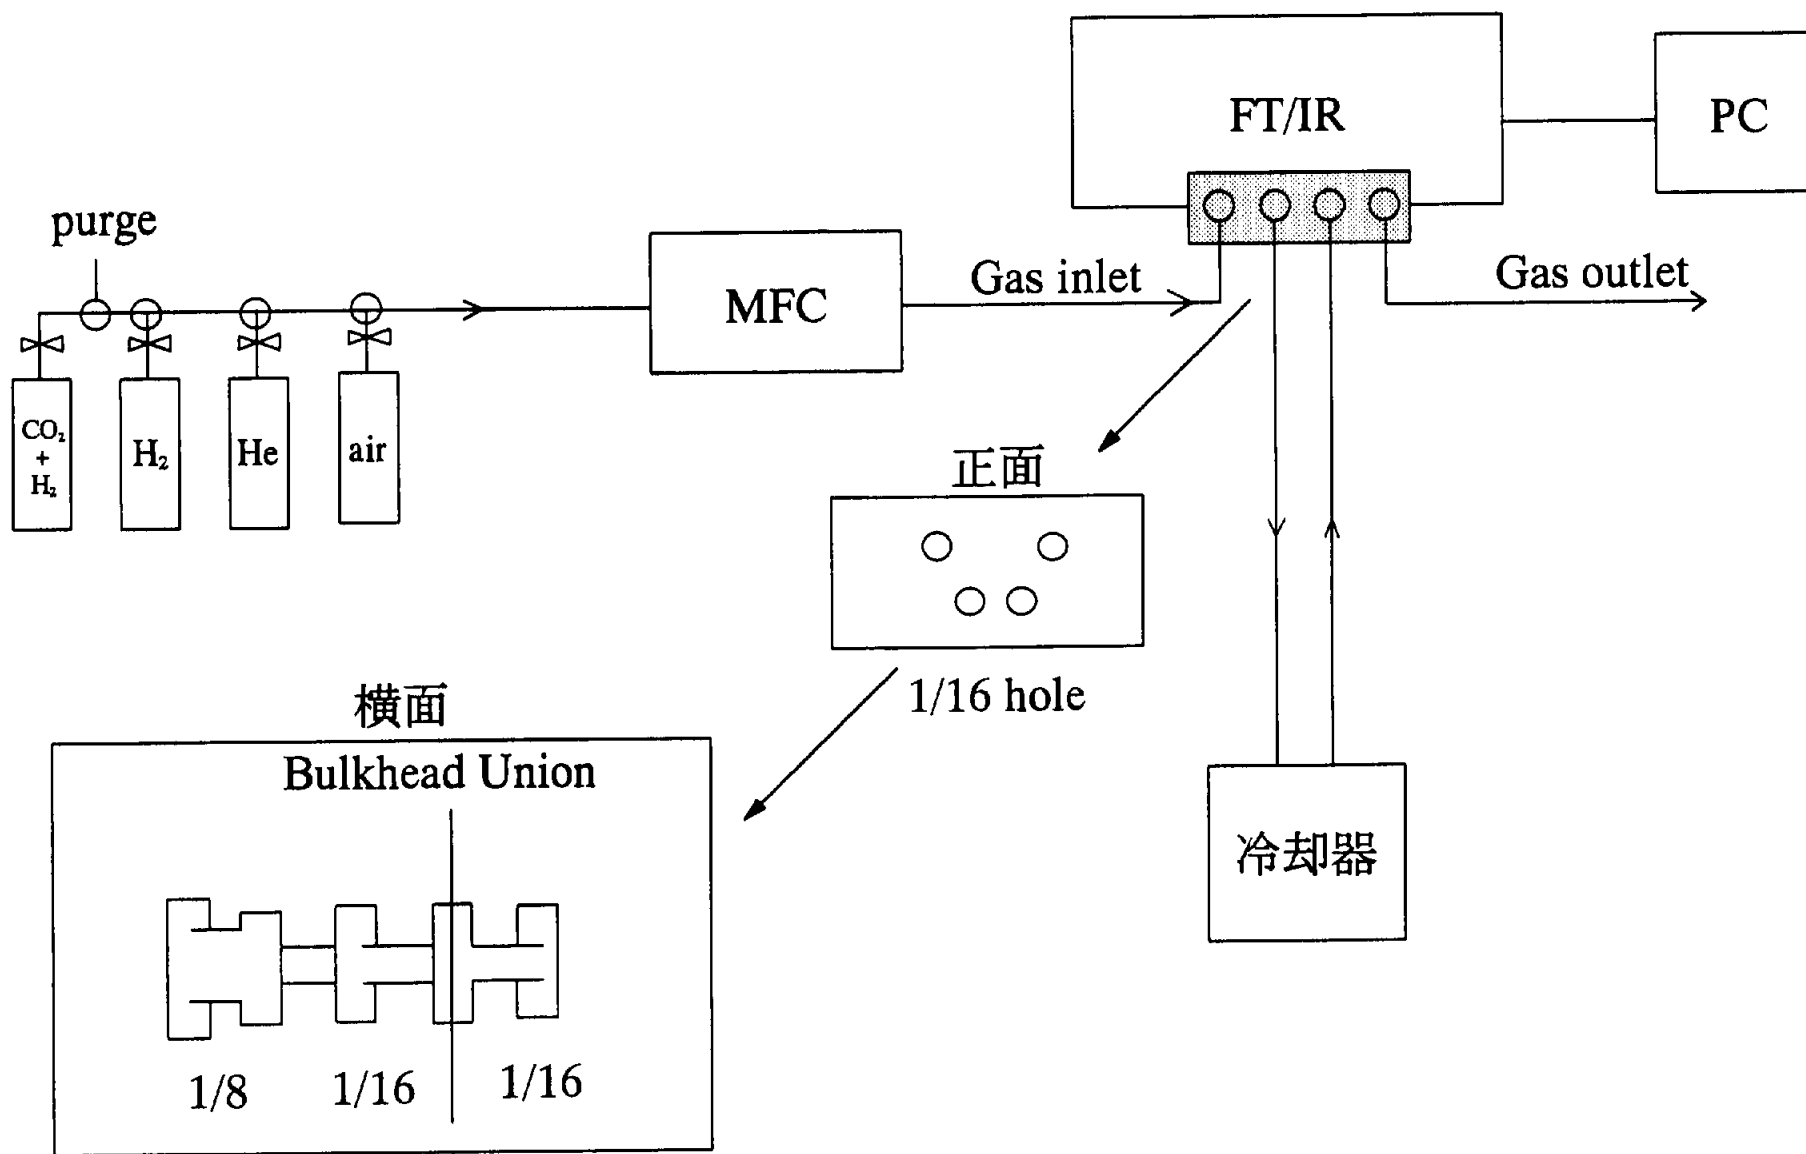 FT/IR
PC
purge
MFC
Gas inlet
Gas outlet
CO₂
+
H₂
H₂
He
air
正面
1/16 hole
横面
Bulkhead Union
1/8
1/16
1/16
冷却器